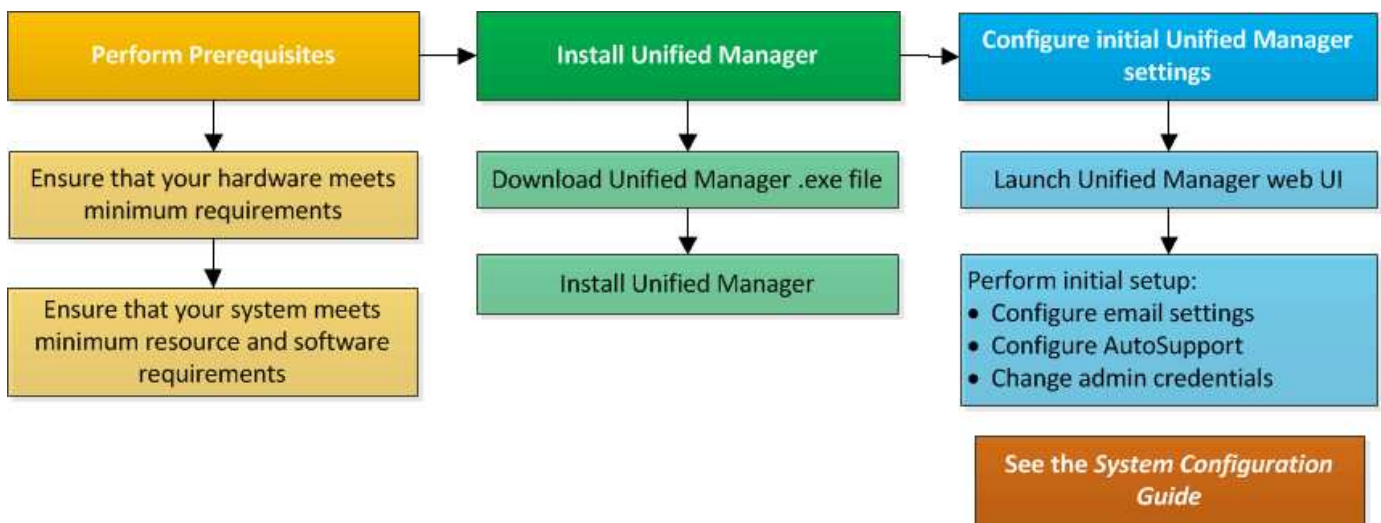 Perform Prerequisites
Ensure that your hardware meets
minimum requirements
Ensure that your system meets
minimum resource and software
requirements
Install Unified Manager
Download Unified Manager .exe file
Install Unified Manager
Configure initial Unified Manager
settings
Launch Unified Manager web UI
Perform initial setup:
• Configure email settings
• Configure AutoSupport
• Change admin credentials
See the System Configuration
Guide